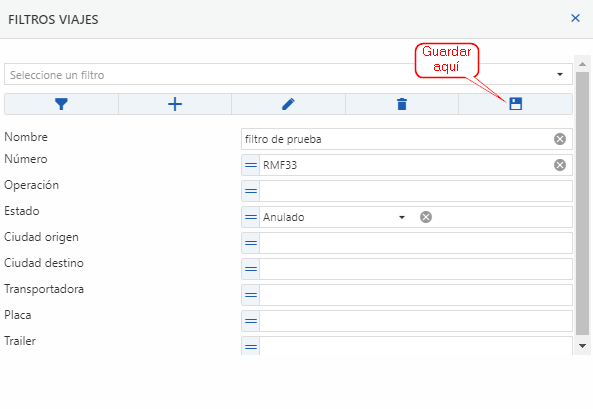 FILTROS VIAJES
Guardar
aquí
Seleccione un filtro
Nombre
filtro de prueba
Número
RMF33
Operación
Estado
Anulado
Ciudad origen
Ciudad destino
Transportadora
Placa
Trailer